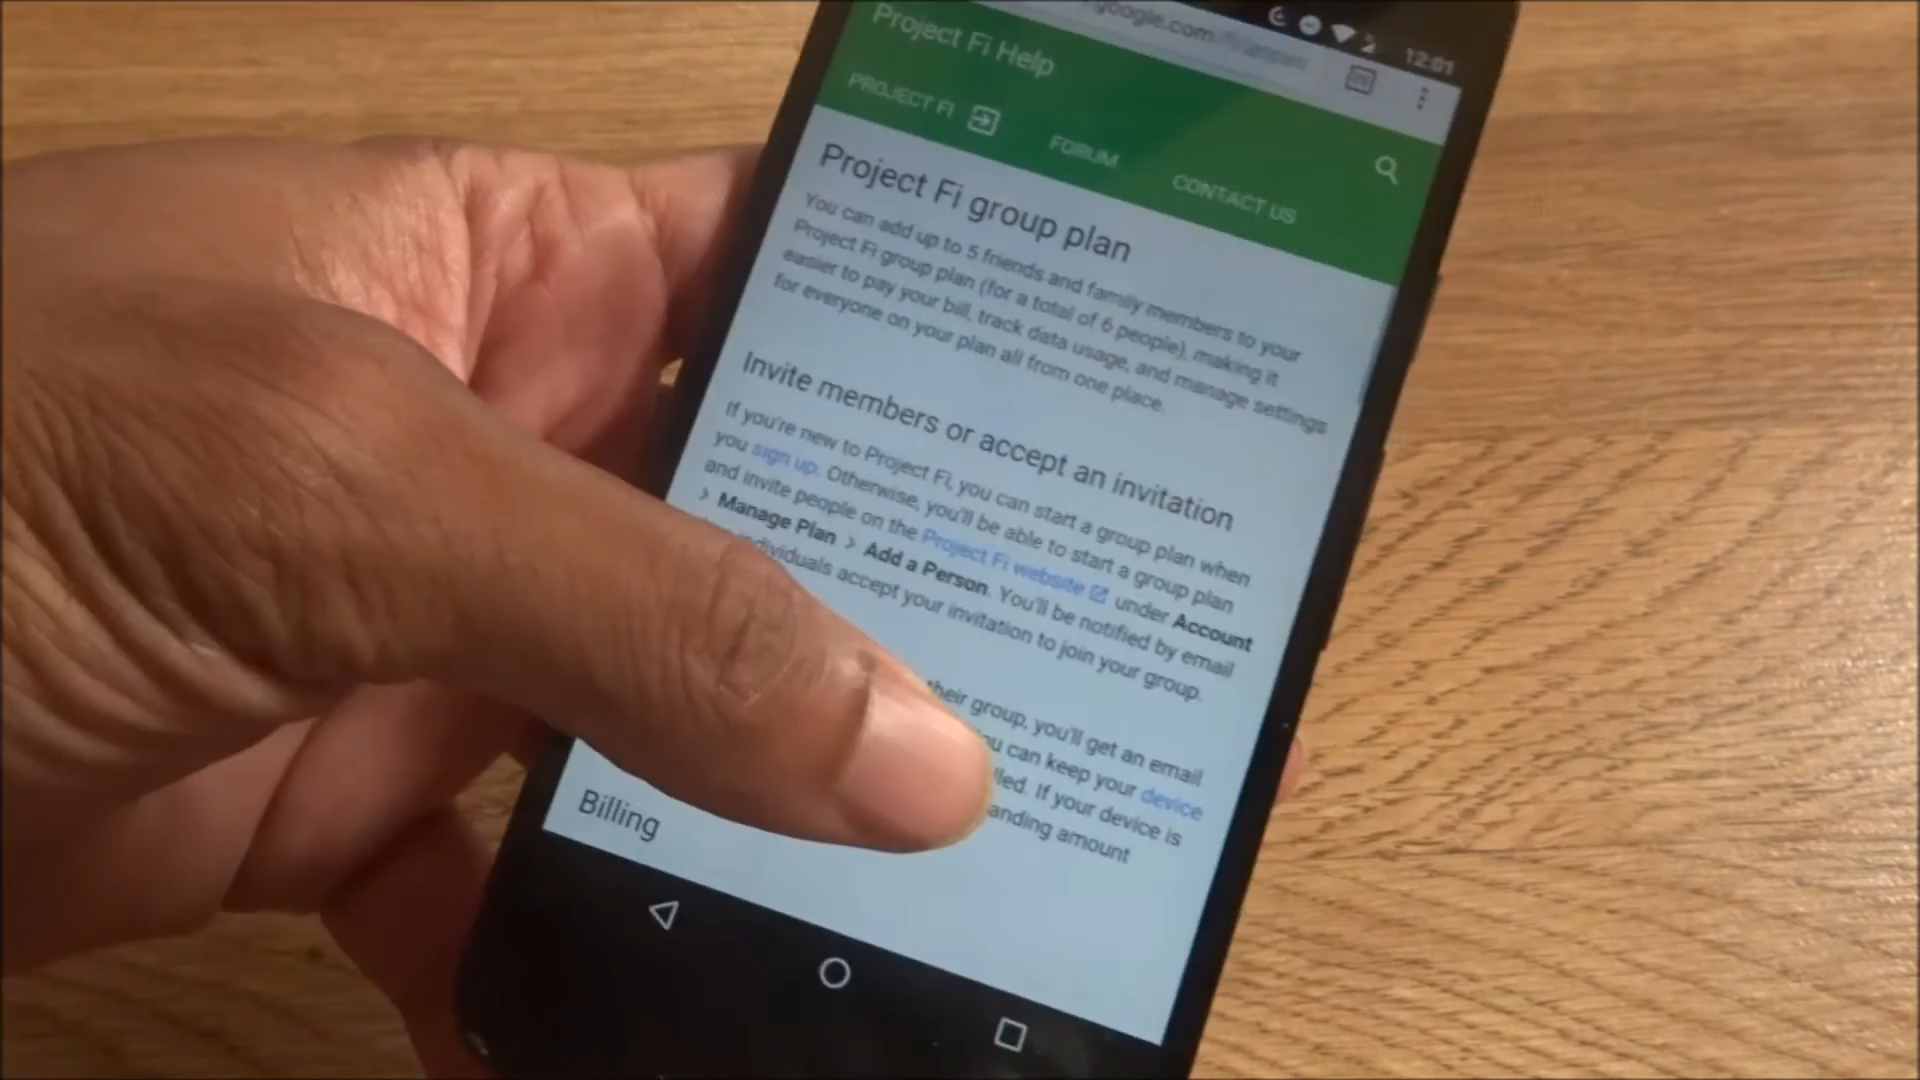 google.com
12:01
Project Fi Help
PROJECT FI
FORUM
CONTACT US
Project Fi group plan
You can add up to 5 friends and family members to your
Project Fi group plan (for a total of 6 people), making it
easier to pay your bill, track data usage, and manage settings
for everyone on your plan all from one place.
Invite members or accept an invitation
If you're new to Project Fi, you can start a group plan when
you sign up. Otherwise, you'll be able to start a group plan
and invite people on the Project Fi website under Account
> Manage Plan > Add a Person. You'll be notified by email
individuals accept your invitation to join your group.
their group, you'll get an email
can keep your device
If your device is
amount
Billing